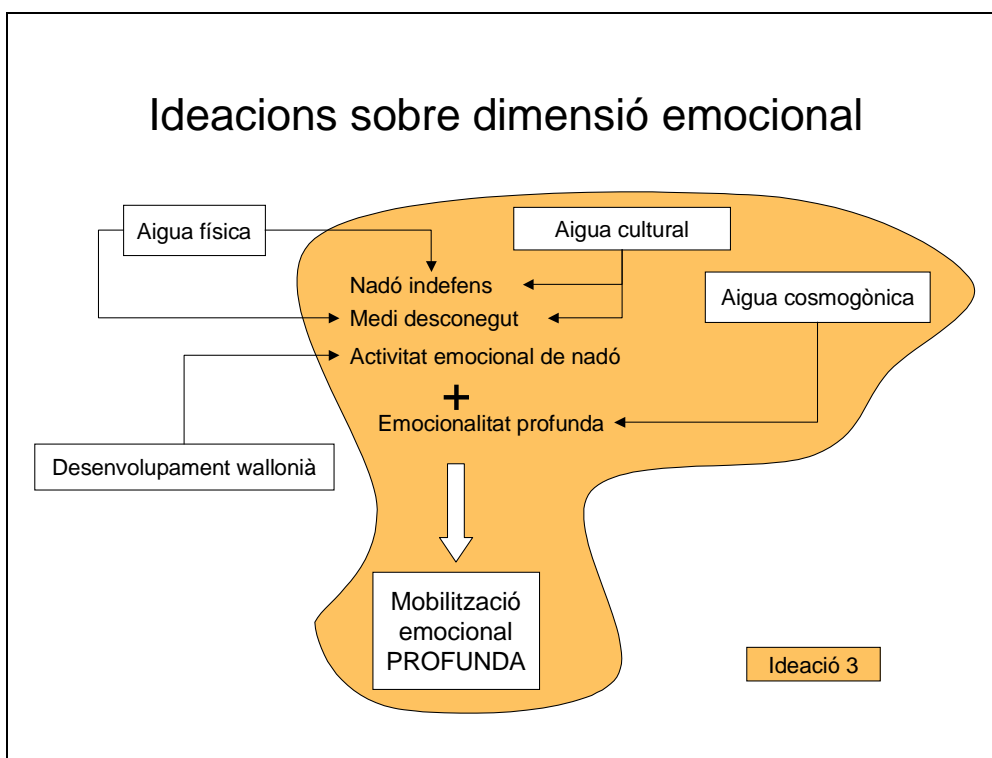 Ideacions sobre dimensió emocional
Aigua física
Aigua cultural
Nadó indefens
Aigua cosmogònica
Medi desconegut
Activitat emocional de nadó
+
Emocionalitat profunda
Desenvolupament wallonià
Mobilització
emocional
PROFUNDA
Ideació 3